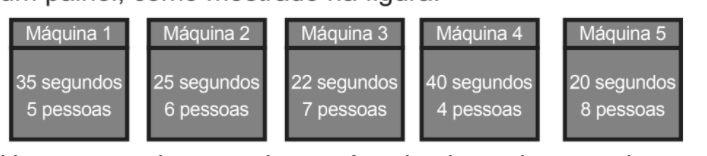 Máquina 1
35 segundos
5 pessoas
Máquina 2
25 segundos
6 pessoas
Máquina 3
22 segundos
7 pessoas
Máquina 4
40 segundos
4 pessoas
Máquina 5
20 segundos
8 pessoas